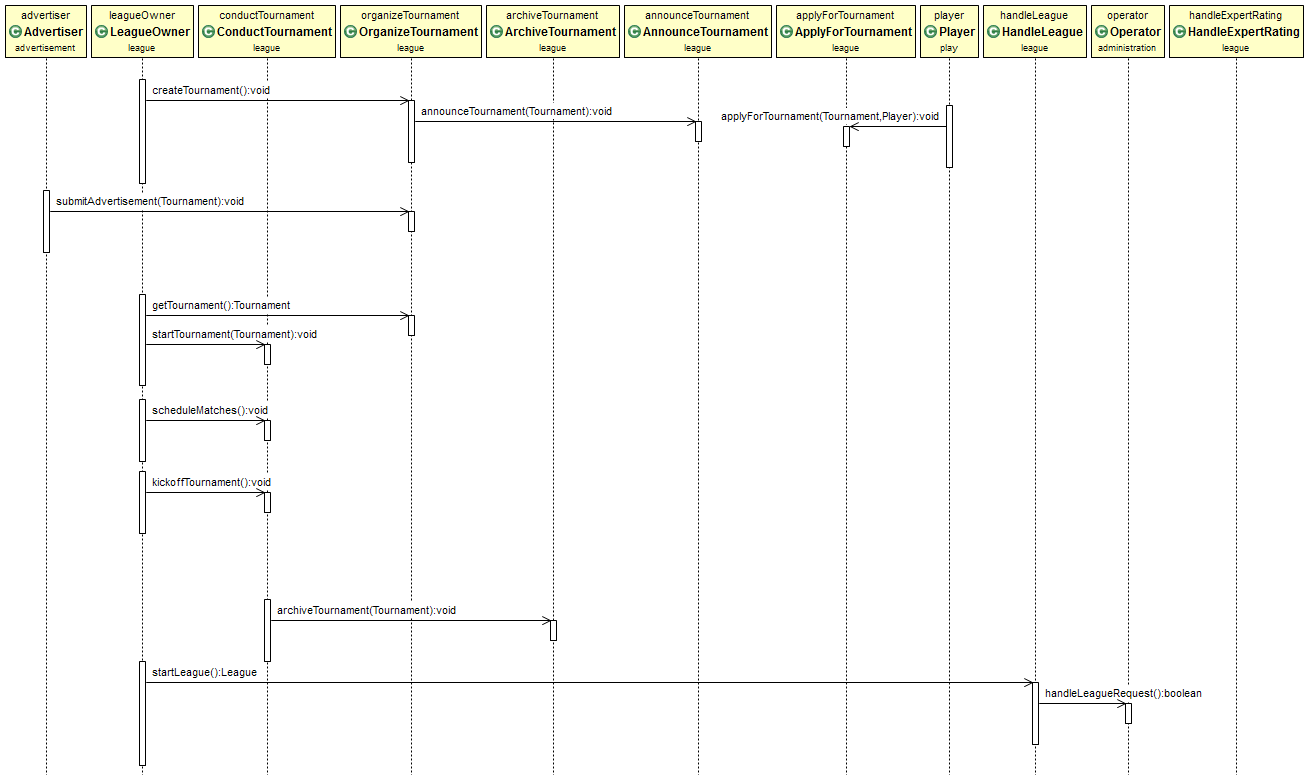 advertiser
Advertiser
advertisement
leagueOwner
LeagueOwner
league
conductTournament
ConductTournament
league
organizeTournament
OrganizeTournament
league
archiveTournament
ArchiveTournament
league
announceTournament
AnnounceTournament
league
applyForTournament
ApplyForTournament
league
player
Player
play
handleLeague
HandleLeague
league
operator
Operator
administration
handleExpertRating
HandleExpertRating
league
createTournament():void
announceTournament(Tournament):void
applyForTournament(Tournament,Player):void
submitAdvertisement(Tournament):void
getTournament():Tournament
startTournament(Tournament):void
scheduleMatches():void
kickoffTournament():void
archiveTournament(Tournament):void
startLeague():League
handleLeagueRequest():boolean